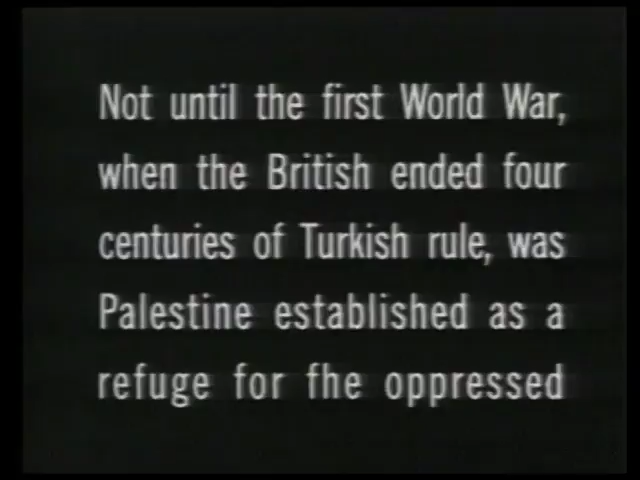 Not until the first World War,
when the British ended four
centuries of Turkish rule, was
Palestine established as a
refuge for fhe oppressed